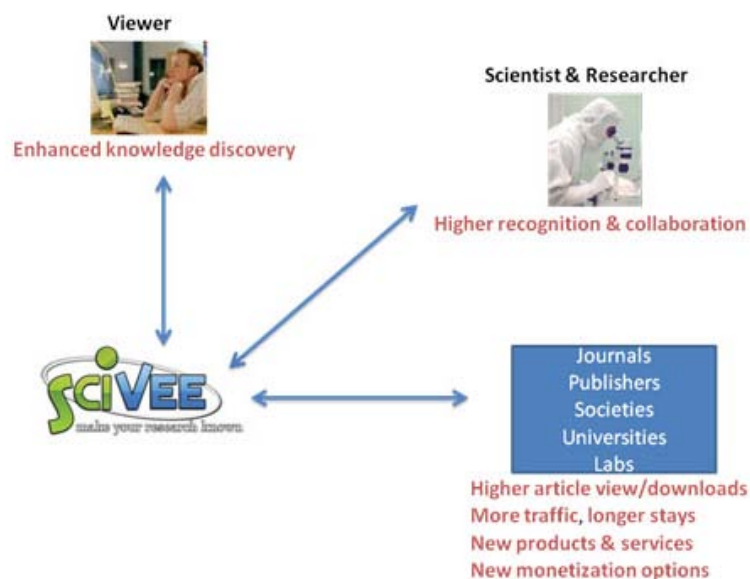 Viewer
Enhanced knowledge discovery
Scientist & Researcher
Higher recognition & collaboration
SCIVEE
make your research known
Journals
Publishers
Societies
Universities
Labs
Higher article view/downloads
More traffic, longer stays
New products & services
New monetization options